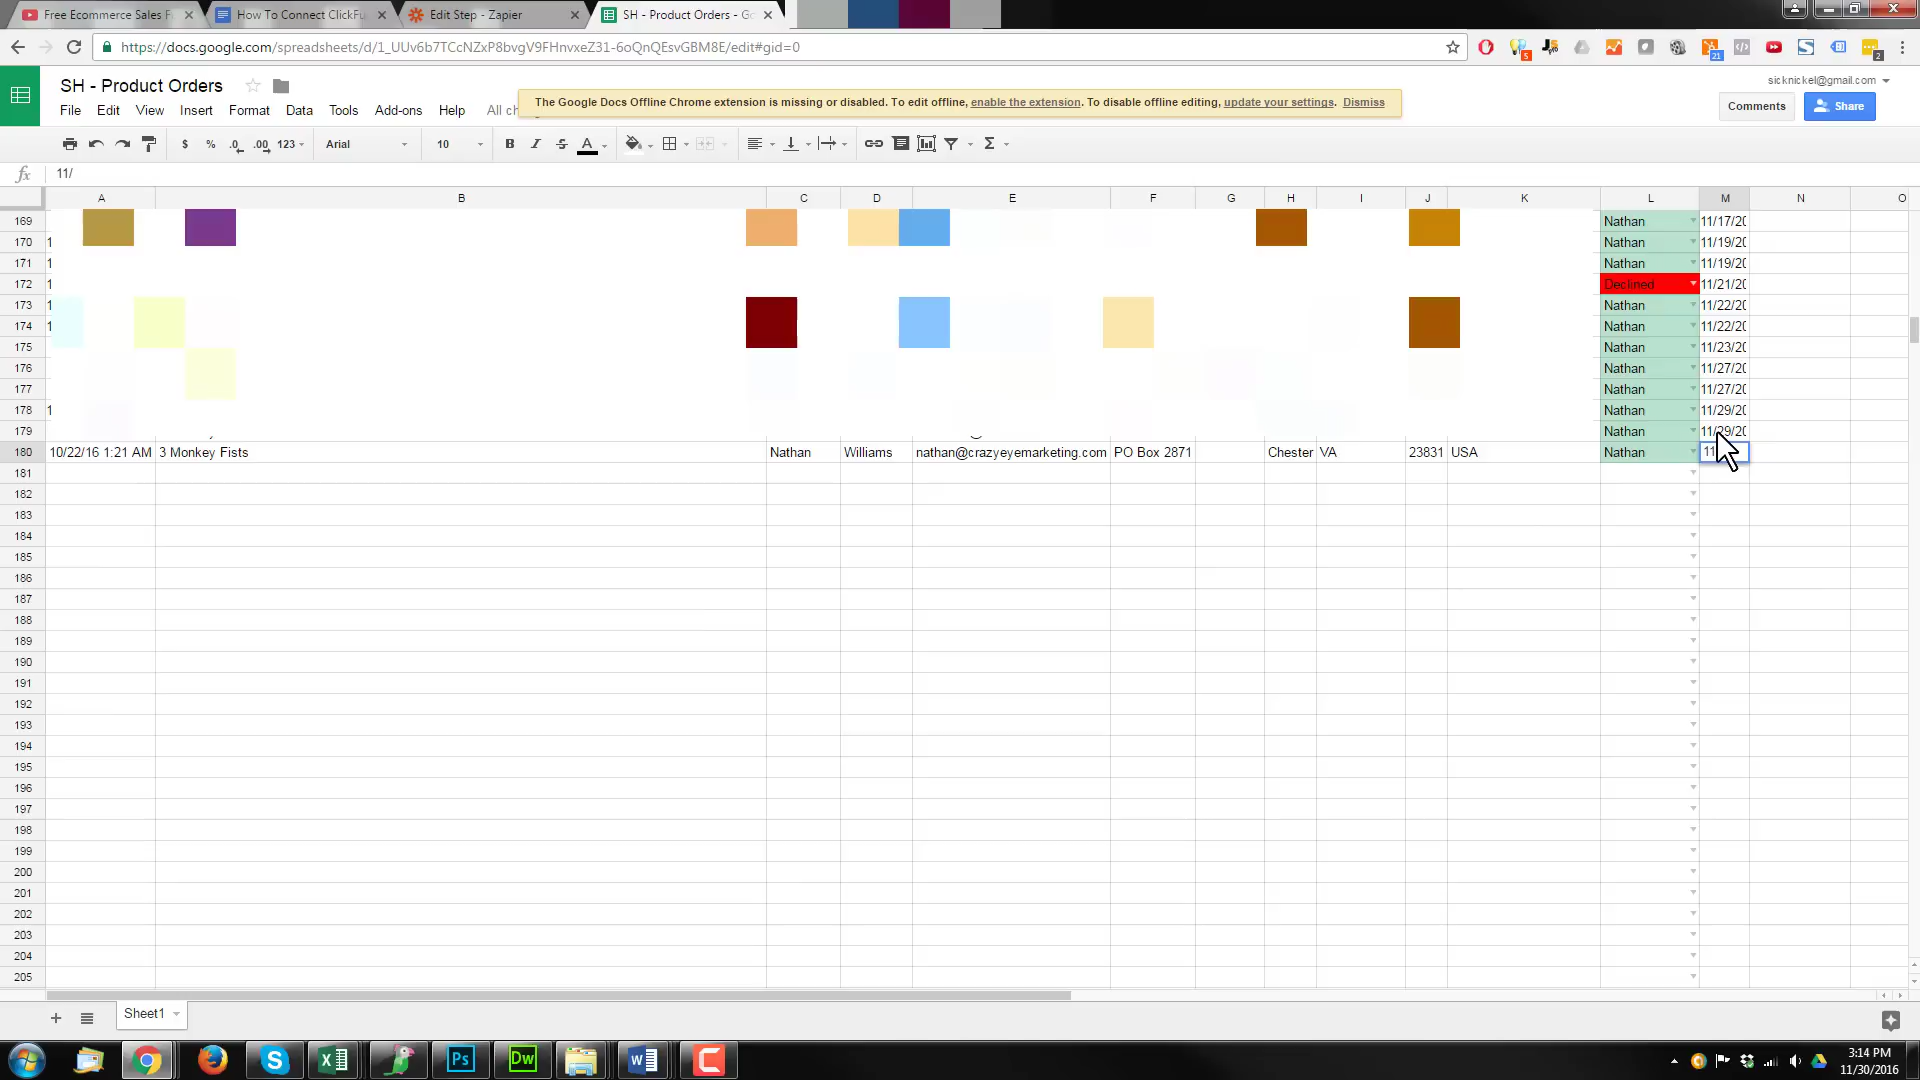 Free Ecommerce Sales F
How To Connect ClickFu
Edit Step - Zapier
SH - Product Orders - Go
https://docs.google.com/spreadsheets/d/1_UUv6b7TCcNZxP8bvgV9FHnvxeZ31-6oQnQEsvGBM8E/edit#gid=0
SH - Product Orders
sicknickel@gmail.com
File Edit View Insert Format Data Tools Add-ons Help All ch
The Google Docs Offline Chrome extension is missing or disabled. To edit offline, enable the extension. To disable offline editing, update your settings. Dismiss
Comments Share
$ % .0 .00 123 Arial 10 B I S A Σ
fx 11/
A B C D E F G H I J K L M N O
169 Nathan 11/17/20
170 1 Nathan 11/19/20
171 1 Nathan 11/19/20
172 1 Declined 11/21/20
173 1 Nathan 11/22/20
174 1 Nathan 11/22/20
175 Nathan 11/23/20
176 Nathan 11/27/20
177 Nathan 11/27/20
178 1 Nathan 11/29/20
179 Nathan 11/29/20
180 10/22/16 1:21 AM 3 Monkey Fists Nathan Williams nathan@crazyeyemarketing.com PO Box 2871 Chester VA 23831 USA Nathan 11
181
182
183
184
185
186
187
188
189
190
191
192
193
194
195
196
197
198
199
200
201
202
203
204
205
Sheet1
3:14 PM
11/30/2016